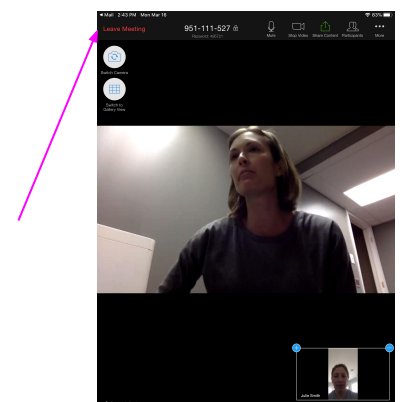 Mail 2:43 PM Mon Mar 16 83%
Leave Meeting
951-111-527
Mute
Stop Video
Share Content
Participants
More
Switch Camera
Switch to
Gallery View
Julie Smith